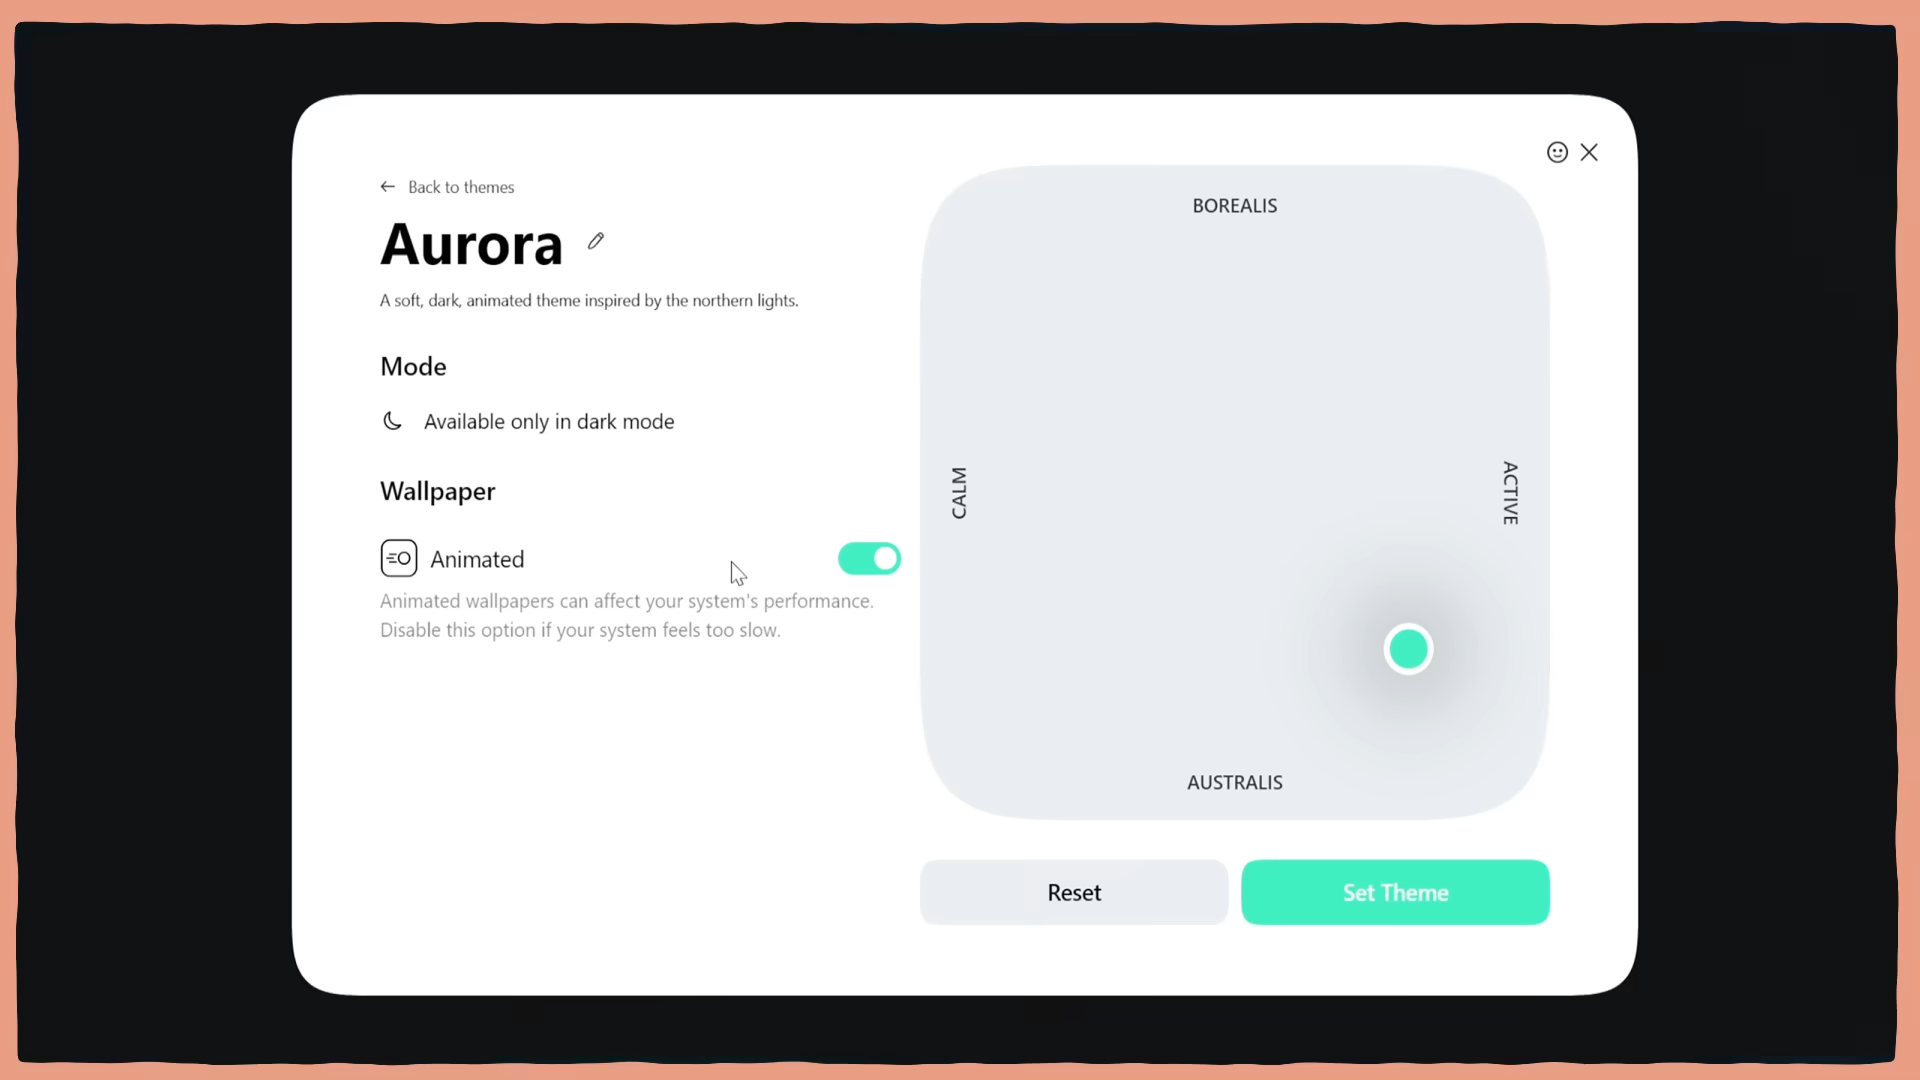 Back to themes
Aurora
A soft, dark, animated theme inspired by the northern lights.
Mode
Available only in dark mode
Wallpaper
Animated
Animated wallpapers can affect your system's performance.
Disable this option if your system feels too slow.
BOREALIS
CALM
ACTIVE
AUSTRALIS
Reset
Set Theme